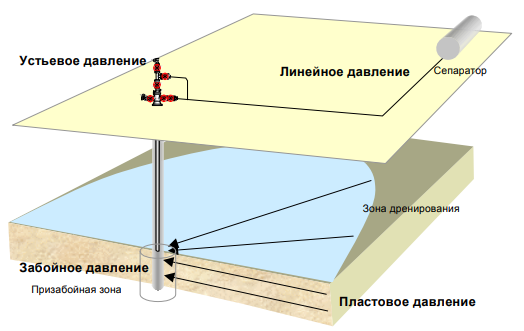 Устьевое давление
Линейное давление
Сепаратор
Зона дренирования
Забойное давление
Призабойная зона
Пластовое давление